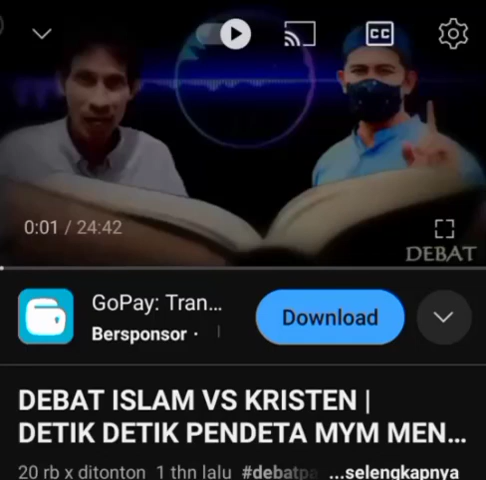 CC
0:01 / 24:42
DEBAT
GoPay: Tran...
Bersponsor ·
Download
DEBAT ISLAM VS KRISTEN |
DETIK DETIK PENDETA MYM MEN...
20 rb x ditonton 1 thn lalu #debatpa ...selengkapnya